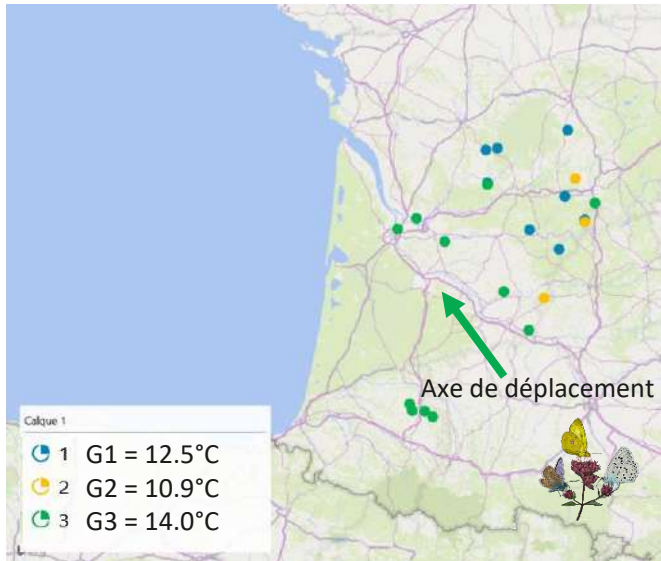 Axe de déplacement
Calque 1
1 G1 = 12.5°C
2 G2 = 10.9°C
3 G3 = 14.0°C